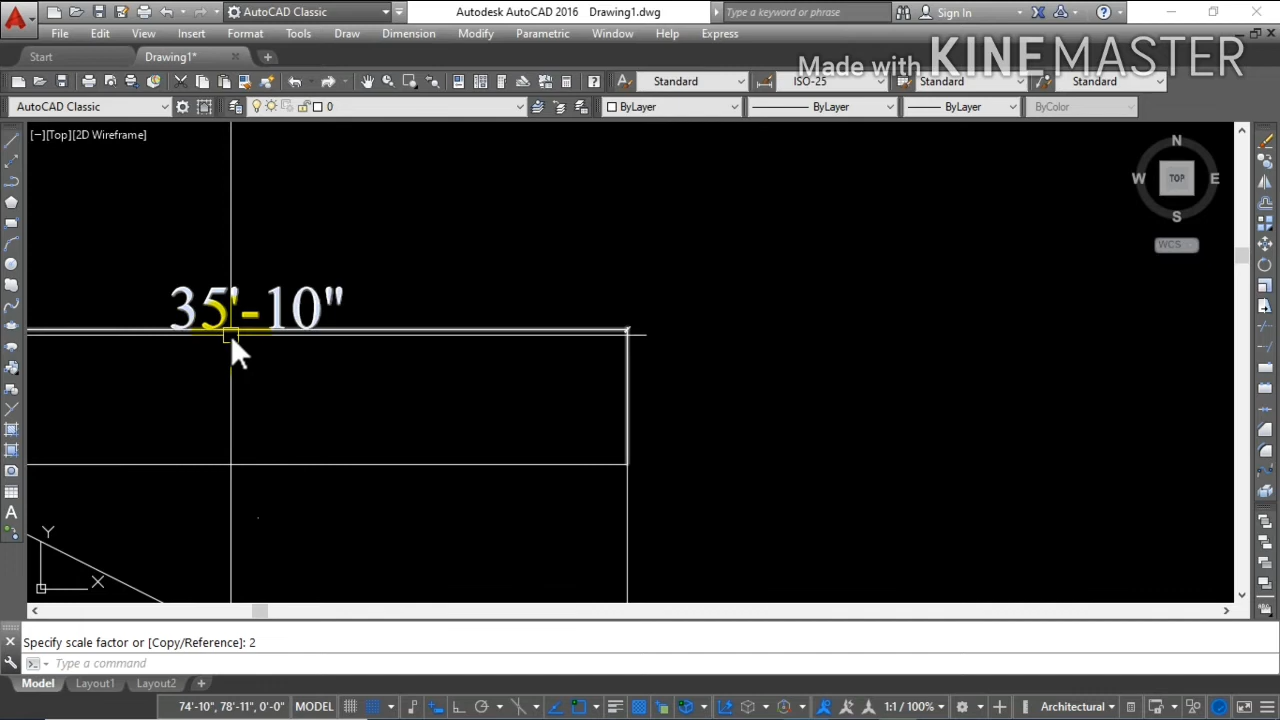 AutoCAD Classic
Autodesk AutoCAD 2016 Drawing1.dwg
Type a keyword or phrase
Sign In
File Edit View Insert Format Tools Draw Dimension Modify Parametric Window Help Express
Start
Drawing1*
Made with KINEMASTER
Standard
ISO-25
Standard
Standard
AutoCAD Classic
0
ByLayer
ByLayer
ByLayer
ByColor
[−][Top][2D Wireframe]
N
W
TOP
E
S
WCS
35'-10"
Y
X
Specify scale factor or [Copy/Reference]: 2
Type a command
Model
Layout1
Layout2
74'-10", 78'-11", 0'-0"
MODEL
1:1 / 100%
Architectural